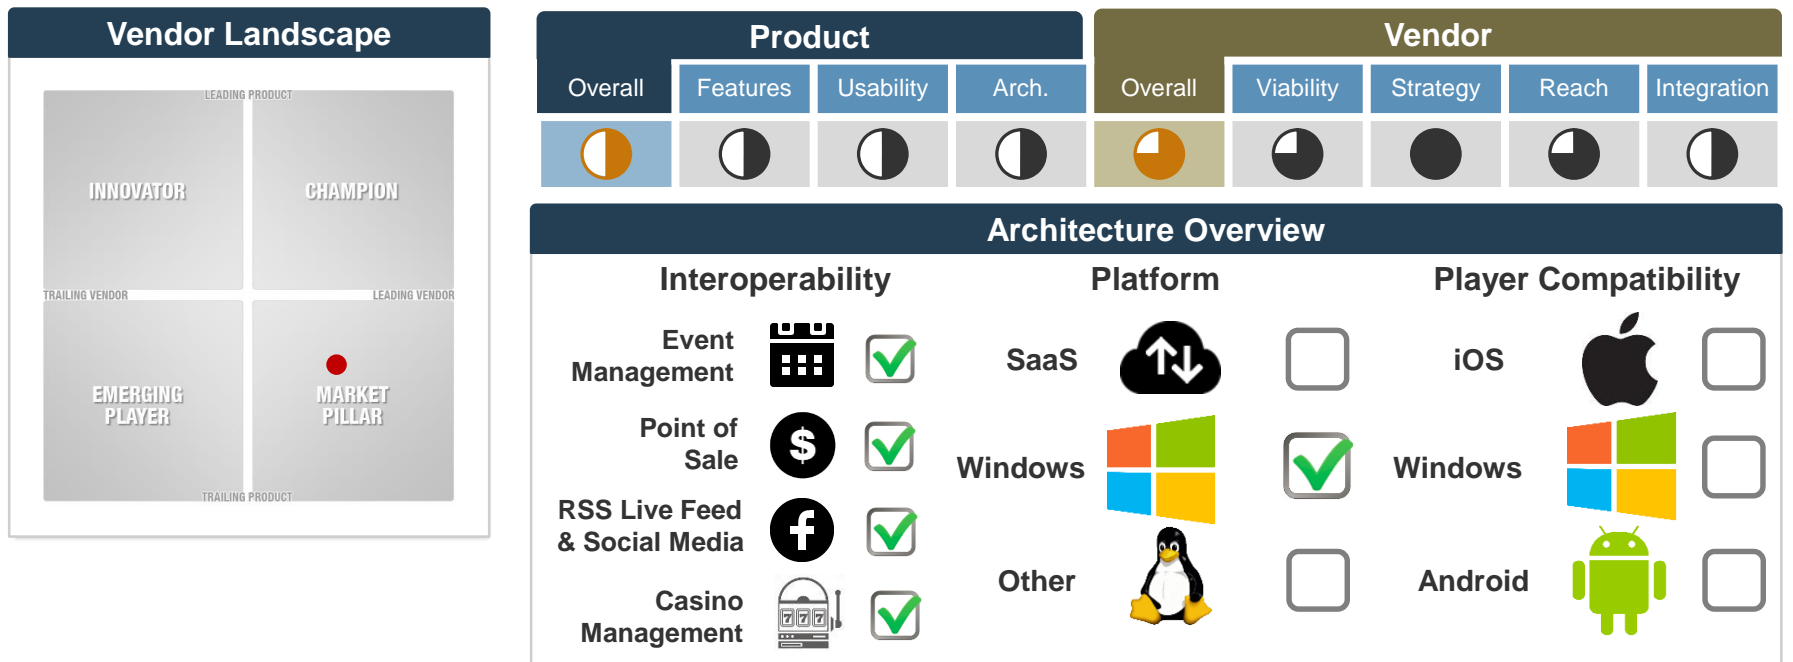 Vendor Landscape
LEADING PRODUCT
INNOVATOR
CHAMPION
TRAILING VENDOR
LEADING VENDOR
EMERGING
PLAYER
MARKET
PILLAR
TRAILING PRODUCT
Product
Vendor
Overall
Features
Usability
Arch.
Overall
Viability
Strategy
Reach
Integration
Architecture Overview
Interoperability
Event
Management
Point of
Sale
$
RSS Live Feed
& Social Media
f
Casino
Management
777
Platform
SaaS
Windows
Other
Player Compatibility
iOS
Windows
Android